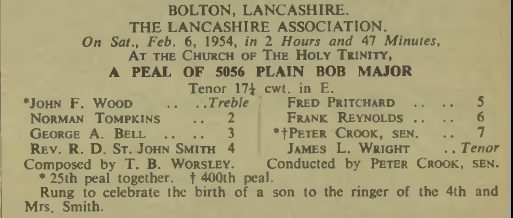 BOLTON, LANCASHIRE.
THE LANCASHIRE ASSOCIATION.
On Sat., Feb. 6, 1954, in 2 Hours and 47 Minutes,
AT THE CHURCH OF THE HOLY TRINITY,
A PEAL OF 5056 PLAIN BOB MAJOR
Tenor 17¼ cwt. in E.
*JOHN F. WOOD .. ..Treble FRED PRITCHARD .. .. 5
NORMAN TOMPKINS .. 2 FRANK REYNOLDS .. .. 6
GEORGE A. BELL .. .. 3 *†PETER CROOK, SEN. .. 7
REV. R. D. ST. JOHN SMITH 4 JAMES L. WRIGHT .. Tenor
Composed by T. B. WORSLEY. Conducted by PETER CROOK, SEN.
* 25th peal together. † 400th peal.
Rung to celebrate the birth of a son to the ringer of the 4th and
Mrs. Smith.